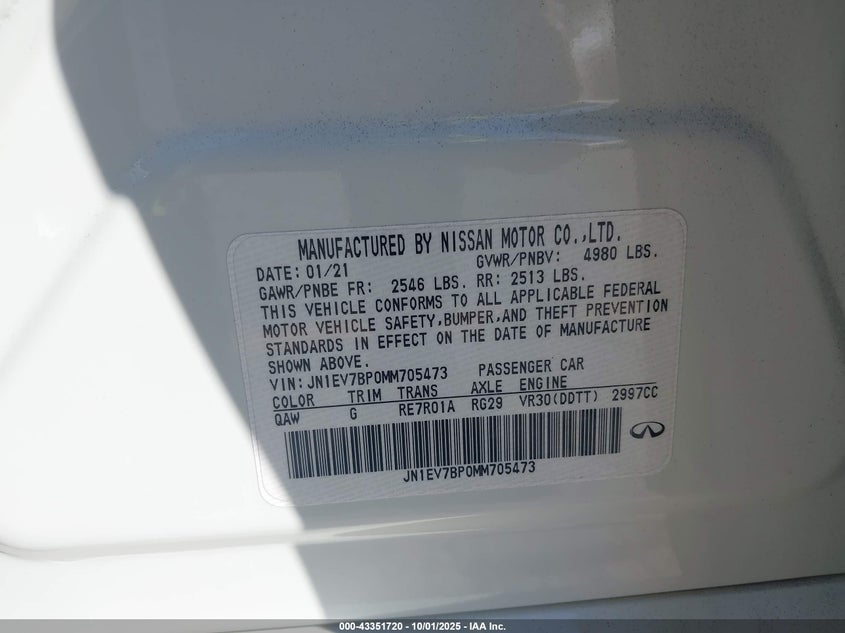 MANUFACTURED BY NISSAN MOTOR CO.,LTD.
DATE: 01/21 GVWR/PNBV: 4980 LBS.
GAWR/PNBE FR: 2546 LBS. RR: 2513 LBS.
THIS VEHICLE CONFORMS TO ALL APPLICABLE FEDERAL
MOTOR VEHICLE SAFETY,BUMPER,AND THEFT PREVENTION
STANDARDS IN EFFECT ON THE DATE OF MANUFACTURE
SHOWN ABOVE.
VIN: JN1EV7BP0MM705473 PASSENGER CAR
COLOR TRIM TRANS AXLE ENGINE
QAW G RE7R01A RG29 VR30(DDTT) 2997CC
JN1EV7BP0MM705473
000-43351720 - 10/01/2025 - IAA Inc.